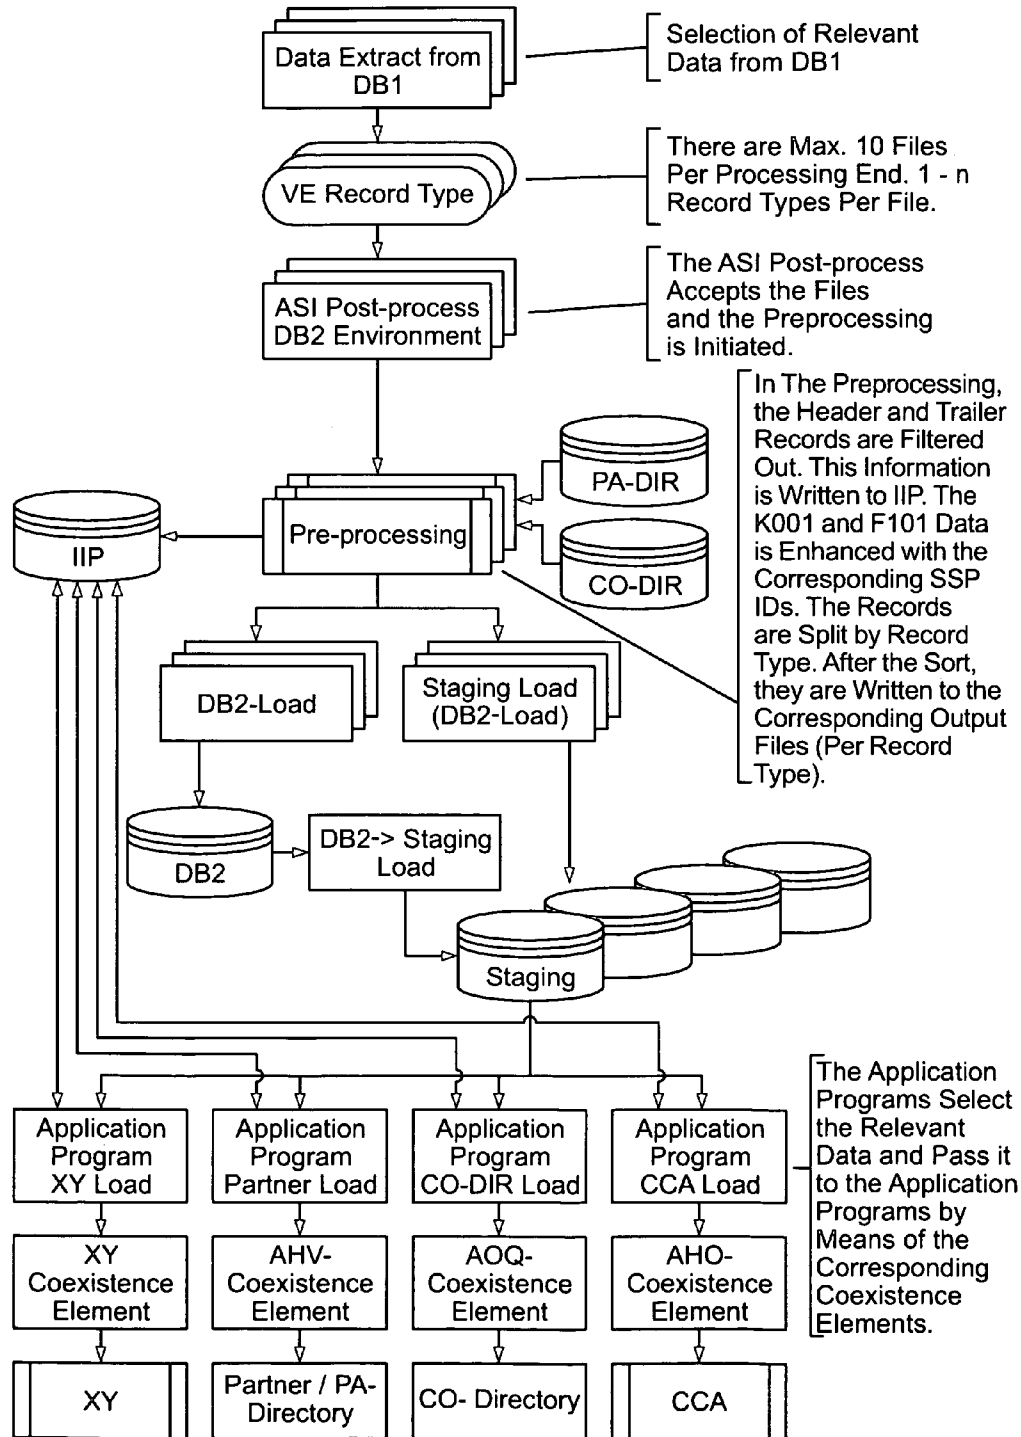 Data Extract from
DB1
Selection of Relevant
Data from DB1
VE Record Type
There are Max. 10 Files
Per Processing End. 1 - n
Record Types Per File.
ASI Post-process
DB2 Environment
The ASI Post-process
Accepts the Files
and the Preprocessing
is Initiated.
In The Preprocessing,
the Header and Trailer
Records are Filtered
Out. This Information
is Written to IIP. The
K001 and F101 Data
is Enhanced with the
Corresponding SSP
IDs. The Records
are Split by Record
Type. After the Sort,
they are Written to the
Corresponding Output
Files (Per Record
Type).
PA-DIR
CO-DIR
Pre-processing
IIP
DB2-Load
Staging Load
(DB2-Load)
DB2
DB2-> Staging
Load
Staging
Application
Program
XY Load
Application
Program
Partner Load
Application
Program
CO-DIR Load
Application
Program
CCA Load
The Application
Programs Select
the Relevant
Data and Pass it
to the Application
Programs by
Means of the
Corresponding
Coexistence
Elements.
XY
Coexistence
Element
AHV-
Coexistence
Element
AOQ-
Coexistence
Element
AHO-
Coexistence
Element
XY
Partner / PA-
Directory
CO- Directory
CCA